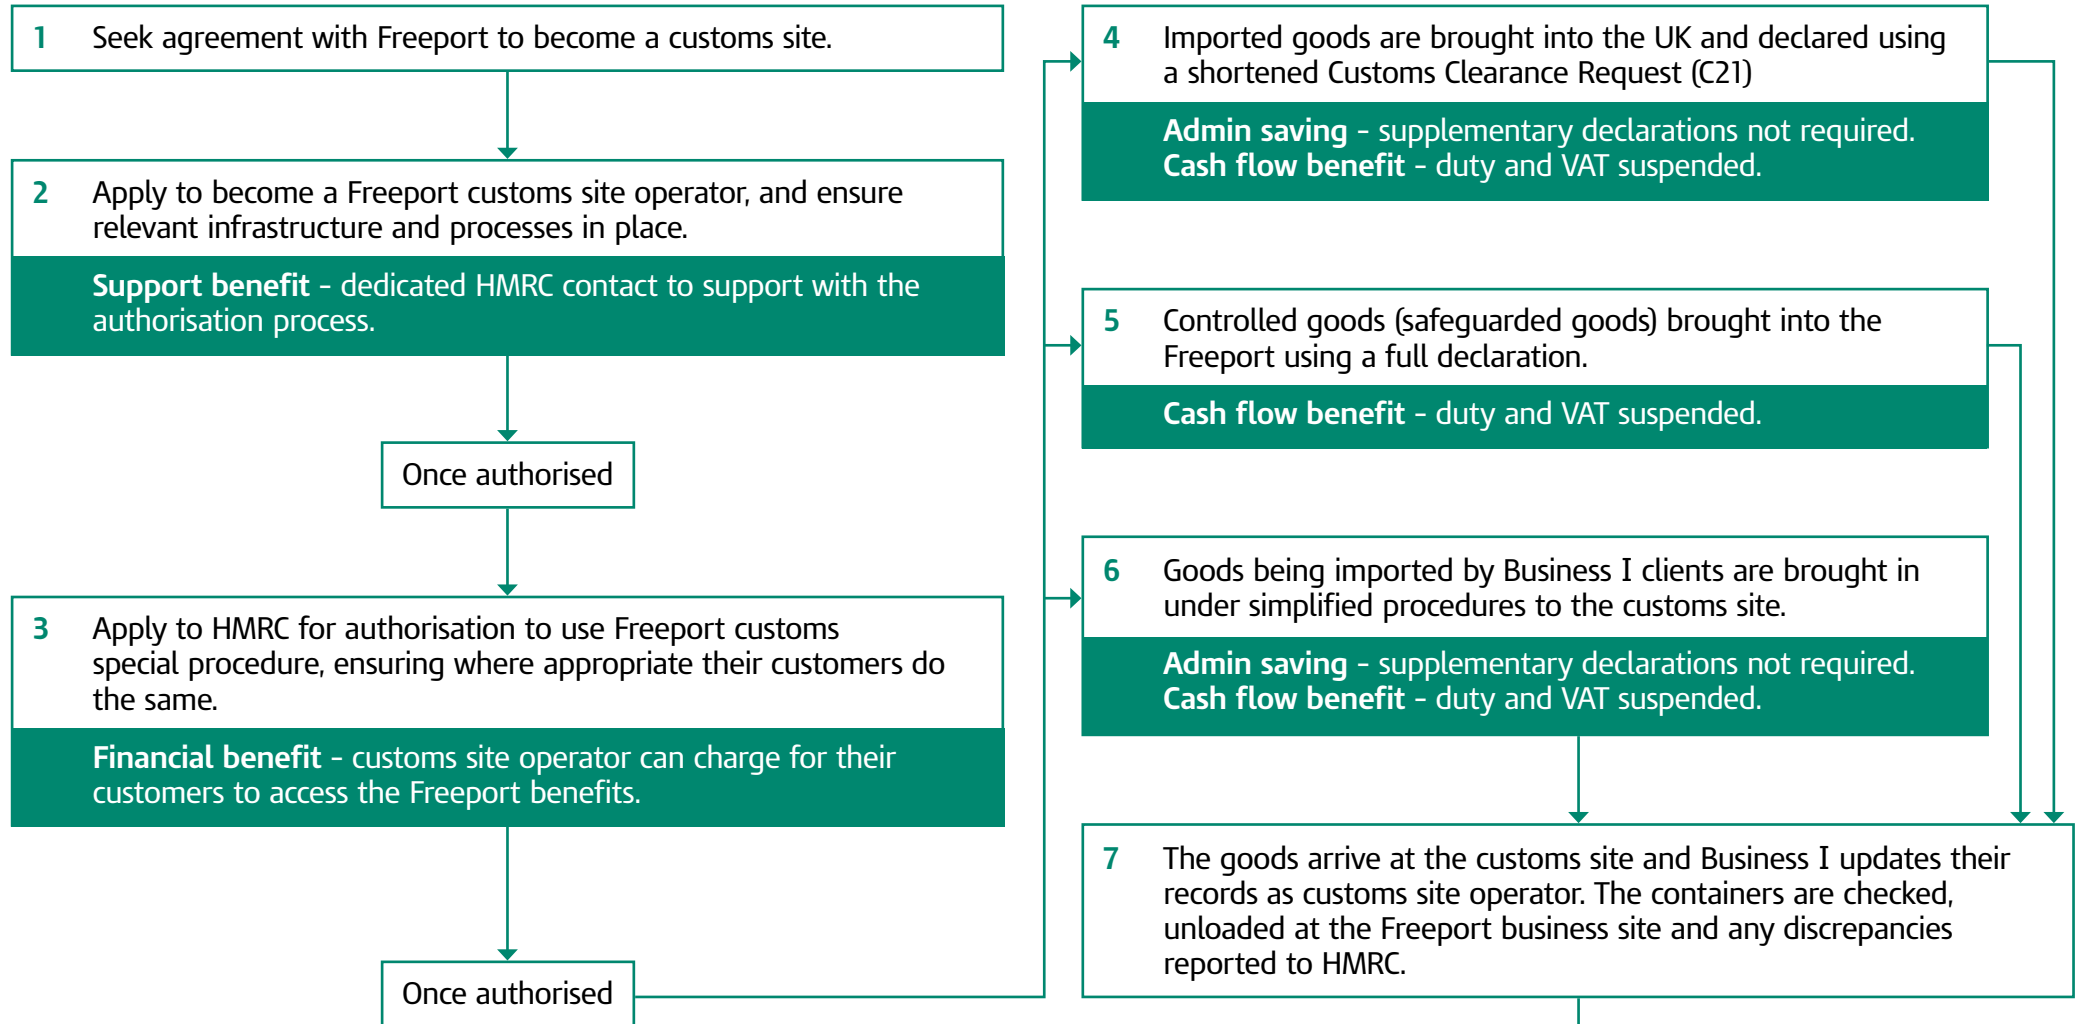 1 Seek agreement with Freeport to become a customs site.
2 Apply to become a Freeport customs site operator, and ensure
relevant infrastructure and processes in place.
Support benefit - dedicated HMRC contact to support with the
authorisation process.
Once authorised
3 Apply to HMRC for authorisation to use Freeport customs
special procedure, ensuring where appropriate their customers do
the same.
Financial benefit - customs site operator can charge for their
customers to access the Freeport benefits.
Once authorised
4 Imported goods are brought into the UK and declared using
a shortened Customs Clearance Request (C21)
Admin saving - supplementary declarations not required.
Cash flow benefit - duty and VAT suspended.
5 Controlled goods (safeguarded goods) brought into the
Freeport using a full declaration.
Cash flow benefit - duty and VAT suspended.
6 Goods being imported by Business I clients are brought in
under simplified procedures to the customs site.
Admin saving - supplementary declarations not required.
Cash flow benefit - duty and VAT suspended.
7 The goods arrive at the customs site and Business I updates their
records as customs site operator. The containers are checked,
unloaded at the Freeport business site and any discrepancies
reported to HMRC.